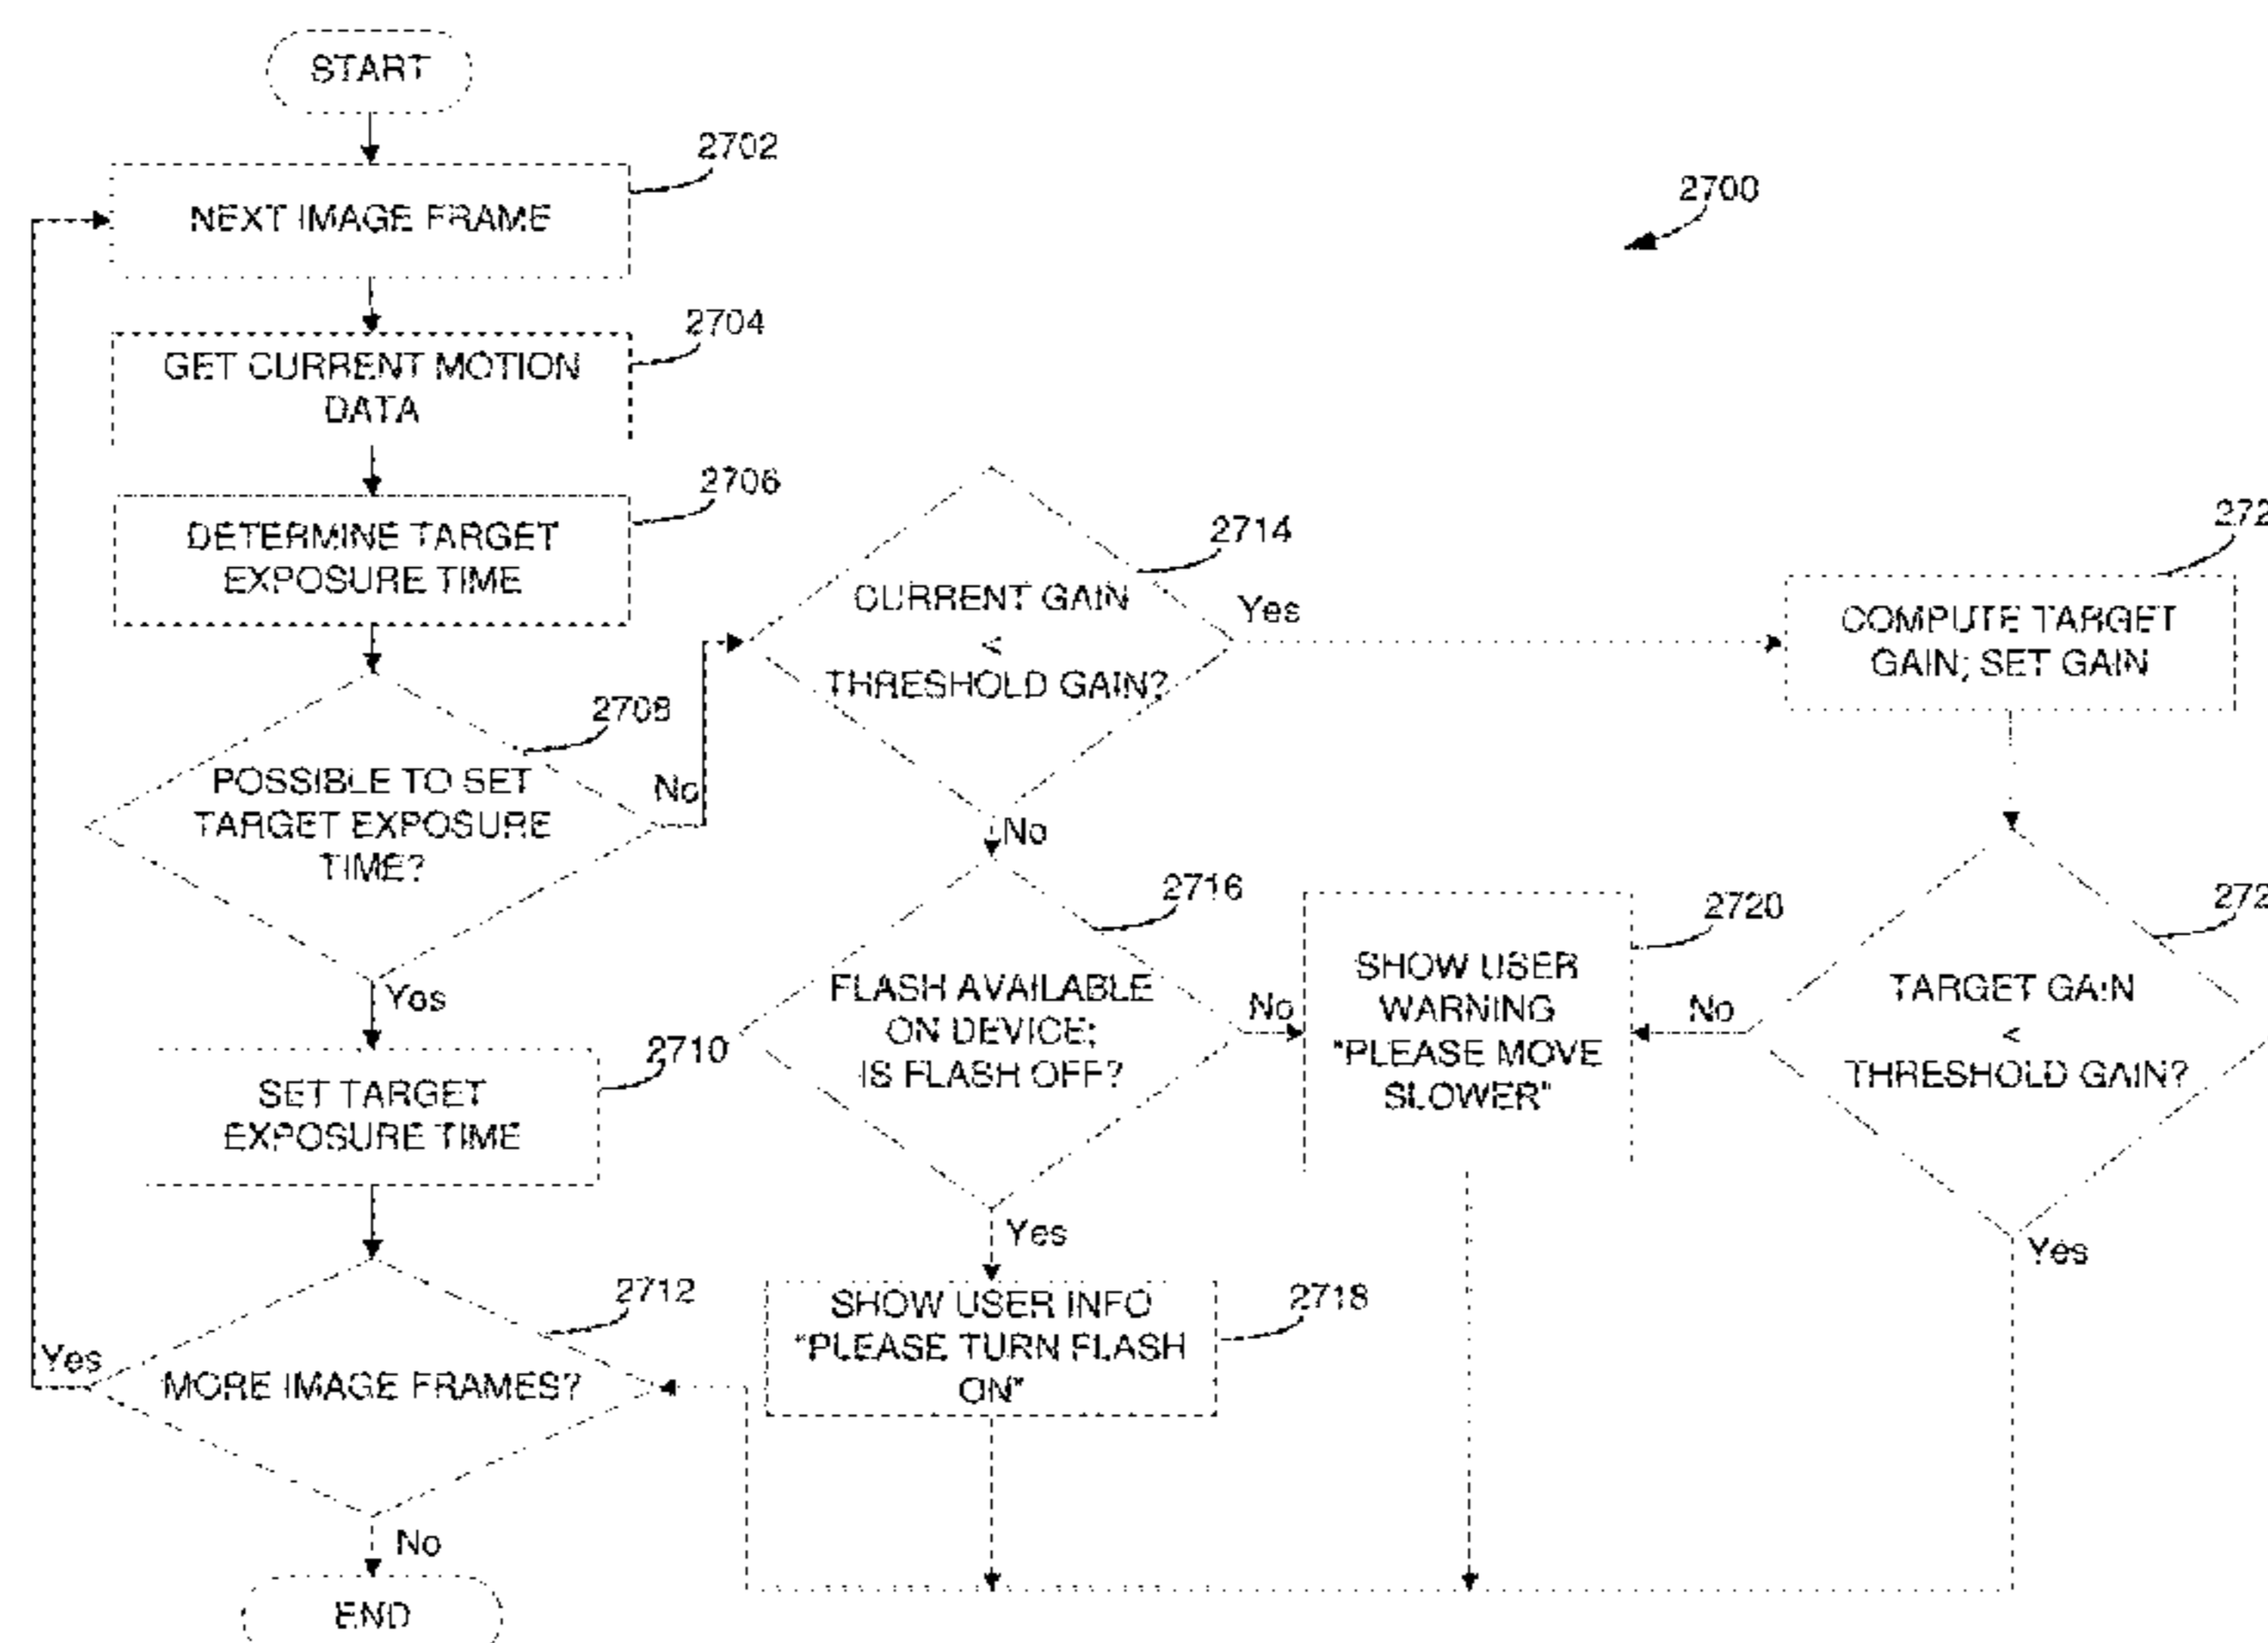 START
2702
NEXT IMAGE FRAME
2700
2704
GET CURRENT MOTION
DATA
2706
DETERMINE TARGET
EXPOSURE TIME
2708
POSSIBLE TO SET
TARGET EXPOSURE
TIME?
No
Yes
2710
SET TARGET
EXPOSURE TIME
2712
MORE IMAGE FRAMES?
Yes
No
END
2714
CURRENT GAIN
<
THRESHOLD GAIN?
Yes
No
2716
FLASH AVAILABLE
ON DEVICE;
IS FLASH OFF?
No
Yes
2718
SHOW USER INFO
"PLEASE TURN FLASH
ON"
2720
SHOW USER
WARNING
"PLEASE MOVE
SLOWER"
272
COMPUTE TARGET
GAIN; SET GAIN
272
TARGET GAIN
<
THRESHOLD GAIN?
No
Yes